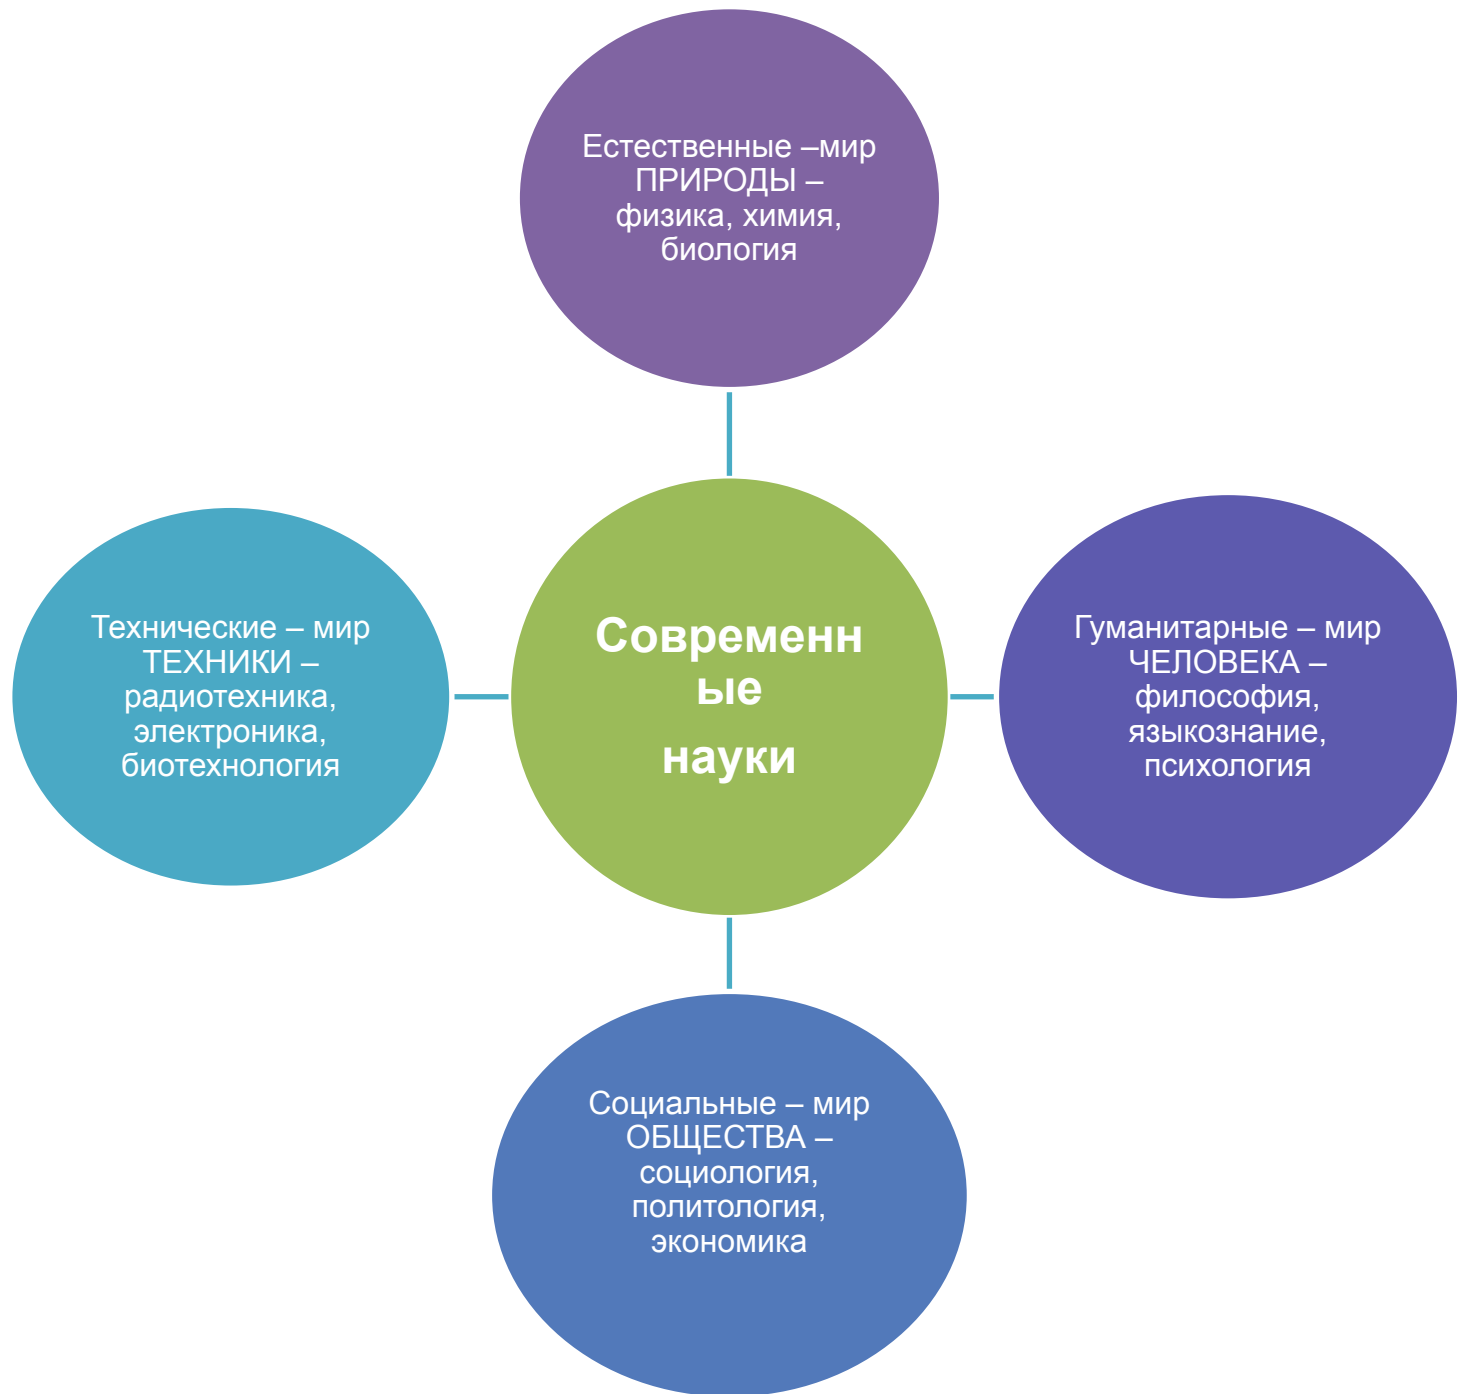 Естественные –мир
ПРИРОДЫ –
физика, химия,
биология
Технические – мир
ТЕХНИКИ –
радиотехника,
электроника,
биотехнология
Современн
ые
науки
Гуманитарные – мир
ЧЕЛОВЕКА –
философия,
языкознание,
психология
Социальные – мир
ОБЩЕСТВА –
социология,
политология,
экономика